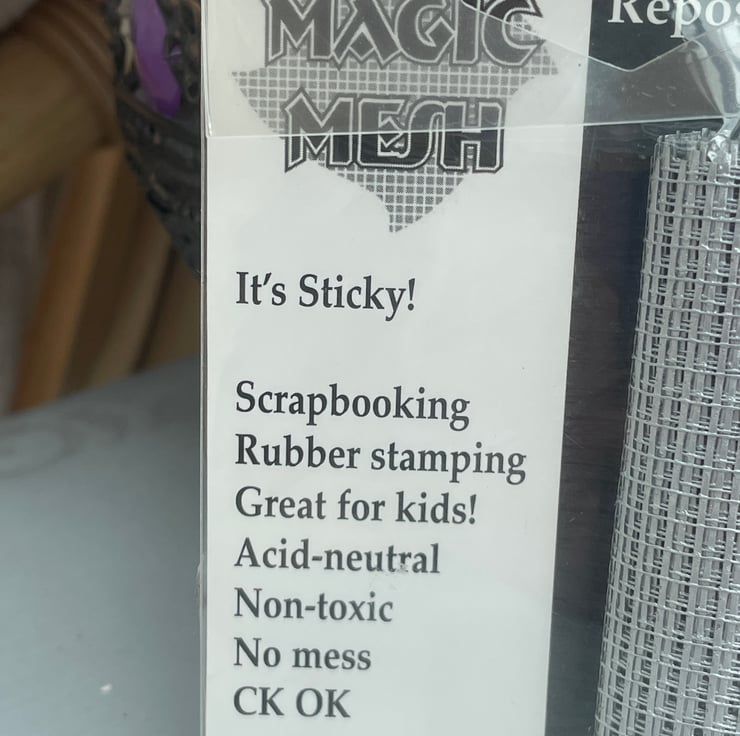 MAGIC
MESH
It's Sticky!
Scrapbooking
Rubber stamping
Great for kids!
Acid-neutral
Non-toxic
No mess
CK OK